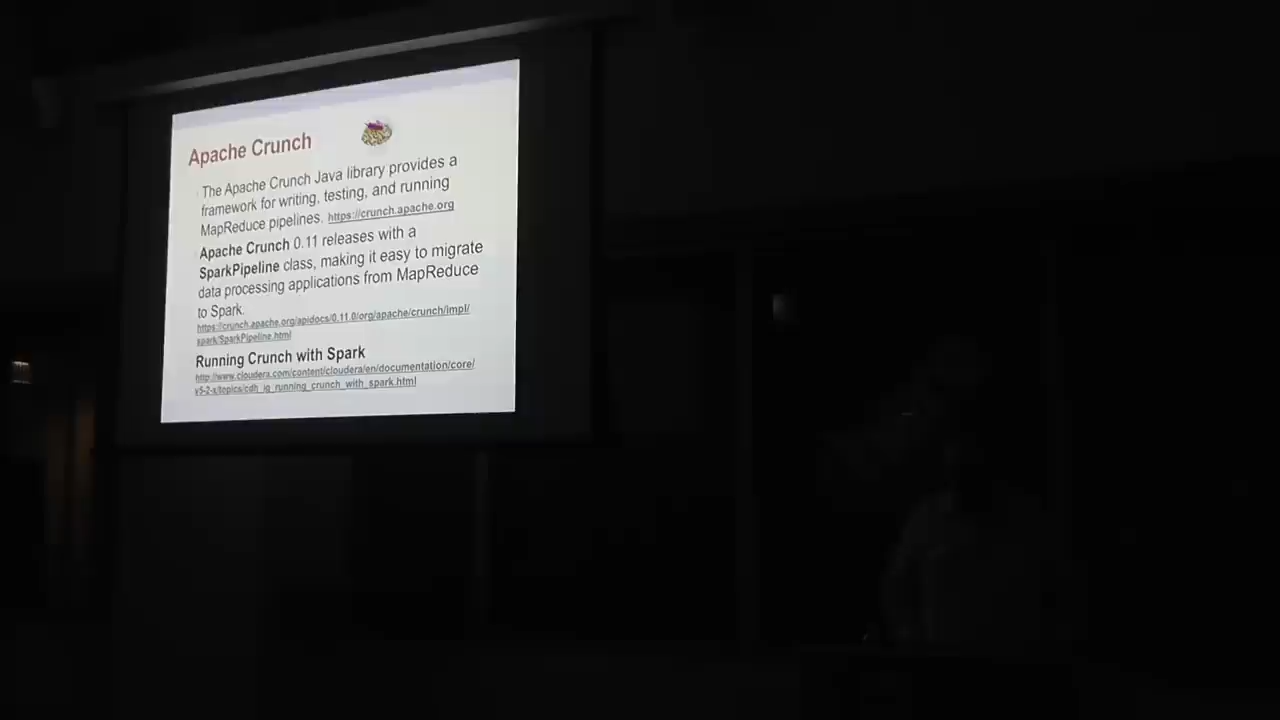 Apache Crunch
The Apache Crunch Java library provides a
framework for writing, testing, and running
MapReduce pipelines. https://crunch.apache.org
Apache Crunch 0.11 releases with a
SparkPipeline class, making it easy to migrate
data processing applications from MapReduce
to Spark.
https://crunch.apache.org/apidocs/0.11.0/org/apache/crunch/impl/
spark/SparkPipeline.html
Running Crunch with Spark
http://www.cloudera.com/content/cloudera/en/documentation/core/
v5-2-x/topics/cdh_ig_running_crunch_with_spark.html